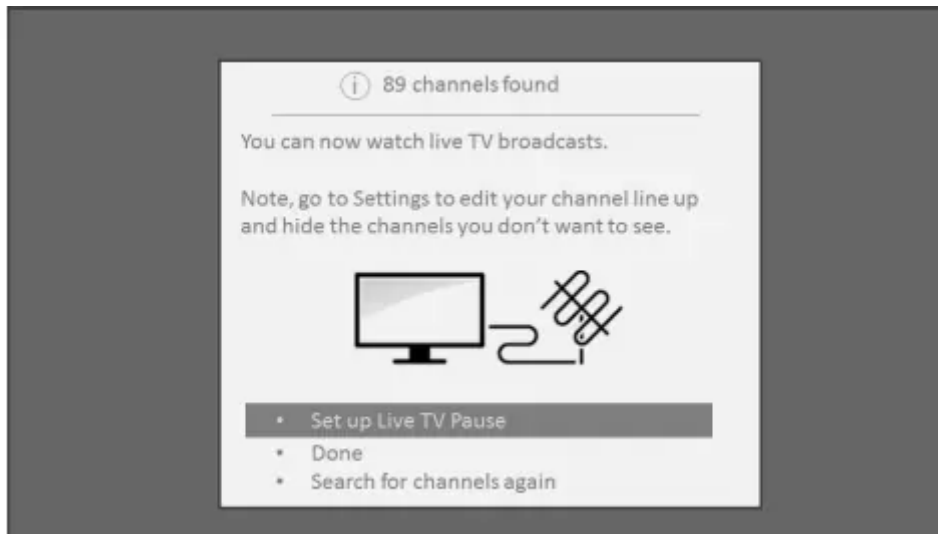 89 channels found
You can now watch live TV broadcasts.
Note, go to Settings to edit your channel line up
and hide the channels you don't want to see.
• Set up Live TV Pause
• Done
• Search for channels again